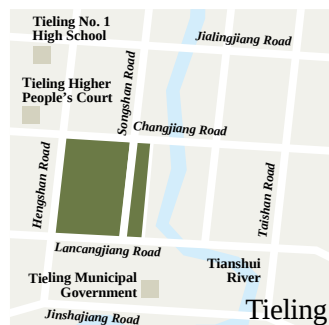 Tieling No. 1
High School
Jialingjiang Road
Songshan Road
Tieling Higher
People's Court
Changjiang Road
Hengshan Road
Taishan Road
Lancangjiang Road
Tianshui
River
Tieling Municipal
Government
Tieling
Jinshajiang Road